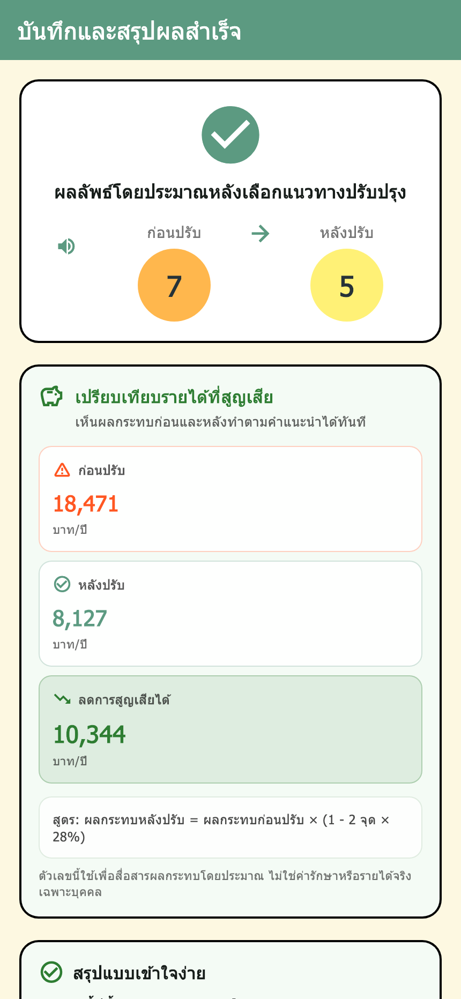 บันทึกและสรุปผลสำเร็จ
ผลลัพธ์โดยประมาณหลังเลือกแนวทางปรับปรุง
ก่อนปรับ
หลังปรับ
7
5
เปรียบเทียบรายได้ที่สูญเสีย
เห็นผลกระทบก่อนและหลังทำตามคำแนะนำได้ทันที
ก่อนปรับ
18,471
บาท/ปี
หลังปรับ
8,127
บาท/ปี
ลดการสูญเสียได้
10,344
บาท/ปี
สูตร: ผลกระทบหลังปรับ = ผลกระทบก่อนปรับ × (1 - 2 จุด ×
28%)
ตัวเลขนี้ใช้เพื่อสื่อสารผลกระทบโดยประมาณ ไม่ใช่ค่ารักษาหรือรายได้จริง
เฉพาะบุคคล
สรุปแบบเข้าใจง่าย